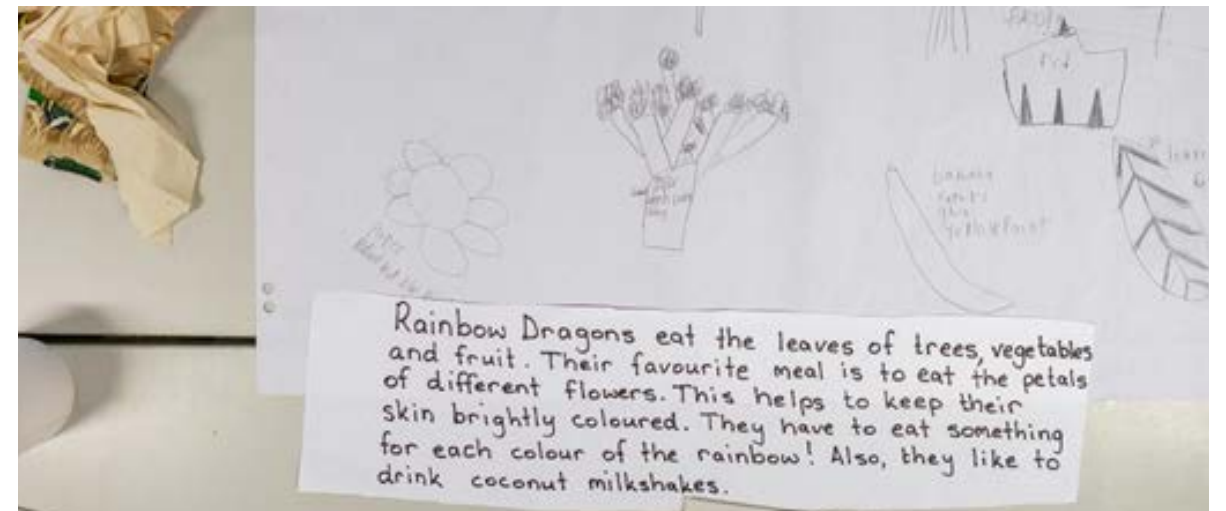 banana
Rainbow Dragons eat the leaves of trees, vegetables
and fruit. Their favourite meal is to eat the petals
of different flowers. This helps to keep their
skin brightly coloured. They have to eat something
for each colour of the rainbow! Also, they like to
drink coconut milkshakes.